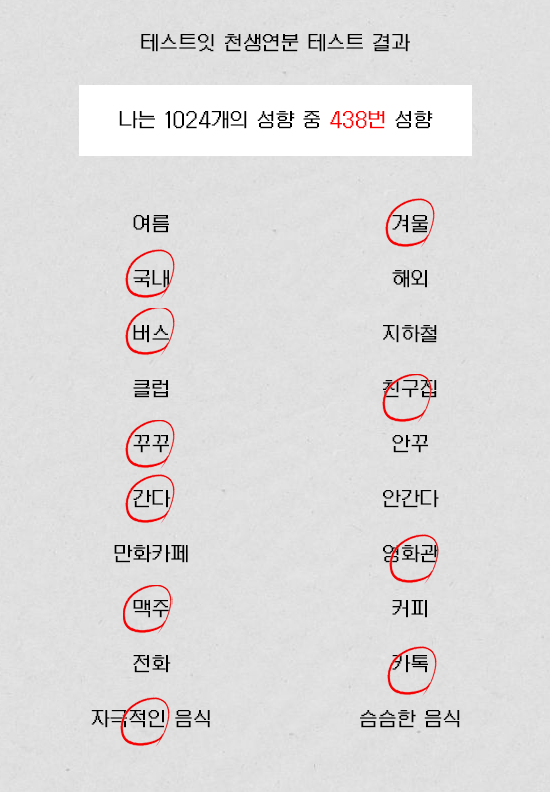 테스트잇 천생연분 테스트 결과
나는 1024개의 성향 중 438번 성향
여름 겨울
국내 해외
버스 지하철
클럽 친구집
꾸꾸 안꾸
간다 안간다
만화카페 영화관
맥주 커피
전화 카톡
자극적인 음식 슴슴한 음식